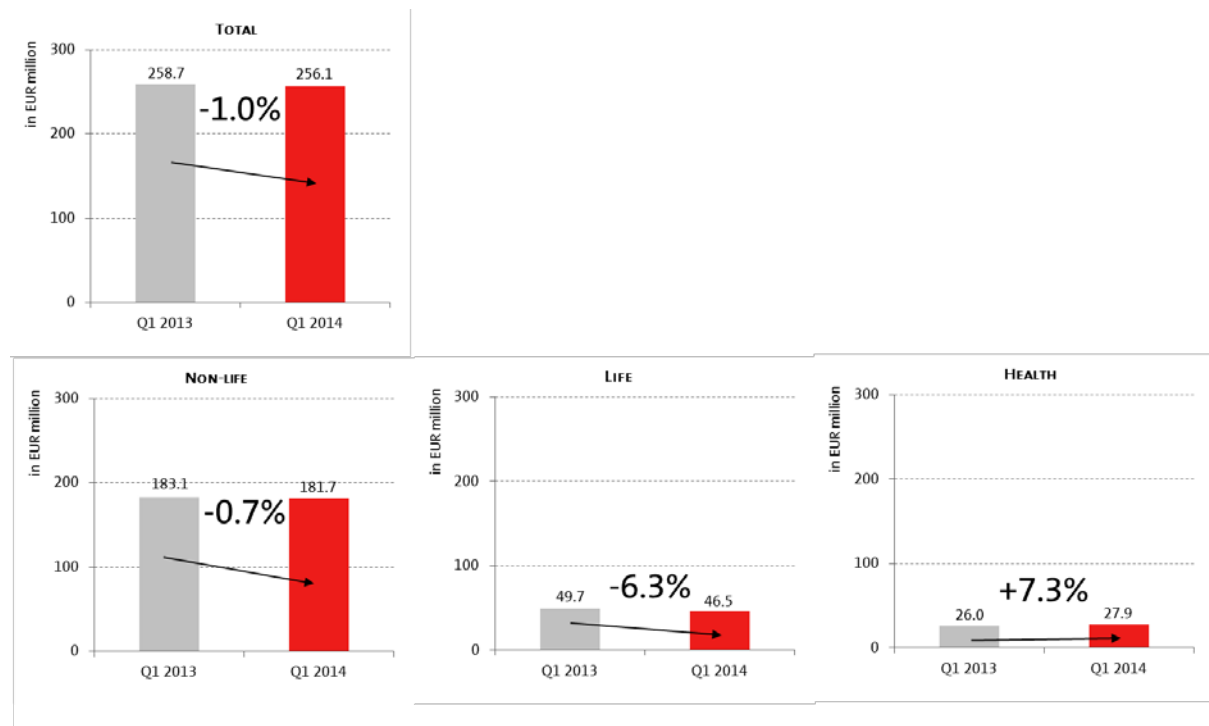 TOTAL
in EUR million
300
200
100
0
258.7
256.1
-1.0%
Q1 2013
Q1 2014
NON-LIFE
in EUR million
300
200
100
0
183.1
181.7
-0.7%
Q1 2013
Q1 2014
LIFE
in EUR million
300
200
100
0
49.7
46.5
-6.3%
Q1 2013
Q1 2014
HEALTH
in EUR million
300
200
100
0
26.0
27.9
+7.3%
Q1 2013
Q1 2014